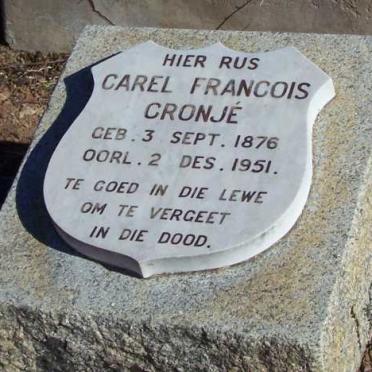 HIER RUS
CAREL FRANCOIS
CRONJÉ
GEB. 3 SEPT. 1876
OORL. 2 DES. 1951.
TE GOED IN DIE LEWE
OM TE VERGEET
IN DIE DOOD.